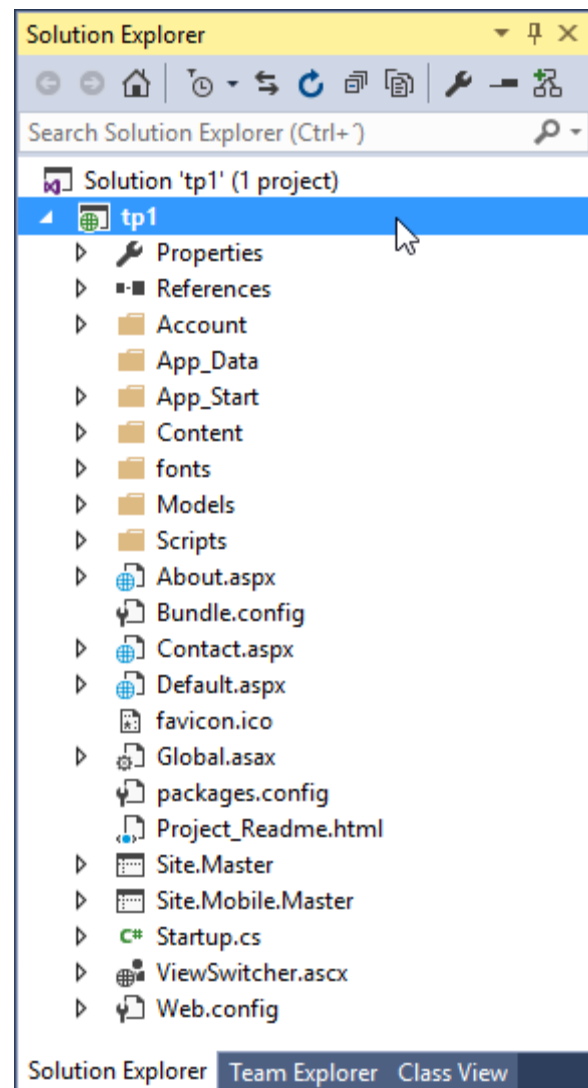 Solution Explorer
Search Solution Explorer (Ctrl+´)
Solution 'tp1' (1 project)
tp1
Properties
References
Account
App_Data
App_Start
Content
fonts
Models
Scripts
About.aspx
Bundle.config
Contact.aspx
Default.aspx
favicon.ico
Global.asax
packages.config
Project_Readme.html
Site.Master
Site.Mobile.Master
C# Startup.cs
ViewSwitcher.ascx
Web.config
Solution Explorer Team Explorer Class View